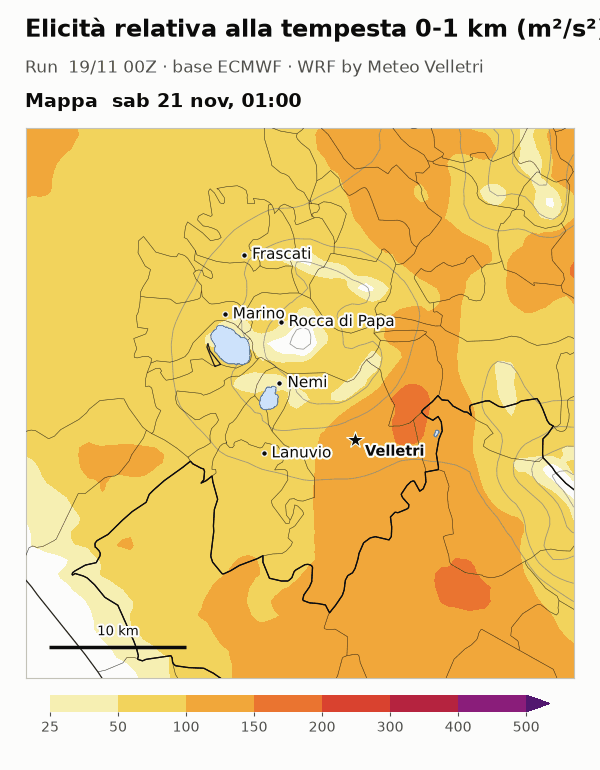 Elicità relativa alla tempesta 0-1 km (m²/s²)
Run 19/11 00Z · base ECMWF · WRF by Meteo Velletri
Mappa sab 21 nov, 01:00
Frascati
Marino
Rocca di Papa
Nemi
Lanuvio
Velletri
10 km
25 50 100 150 200 300 400 500